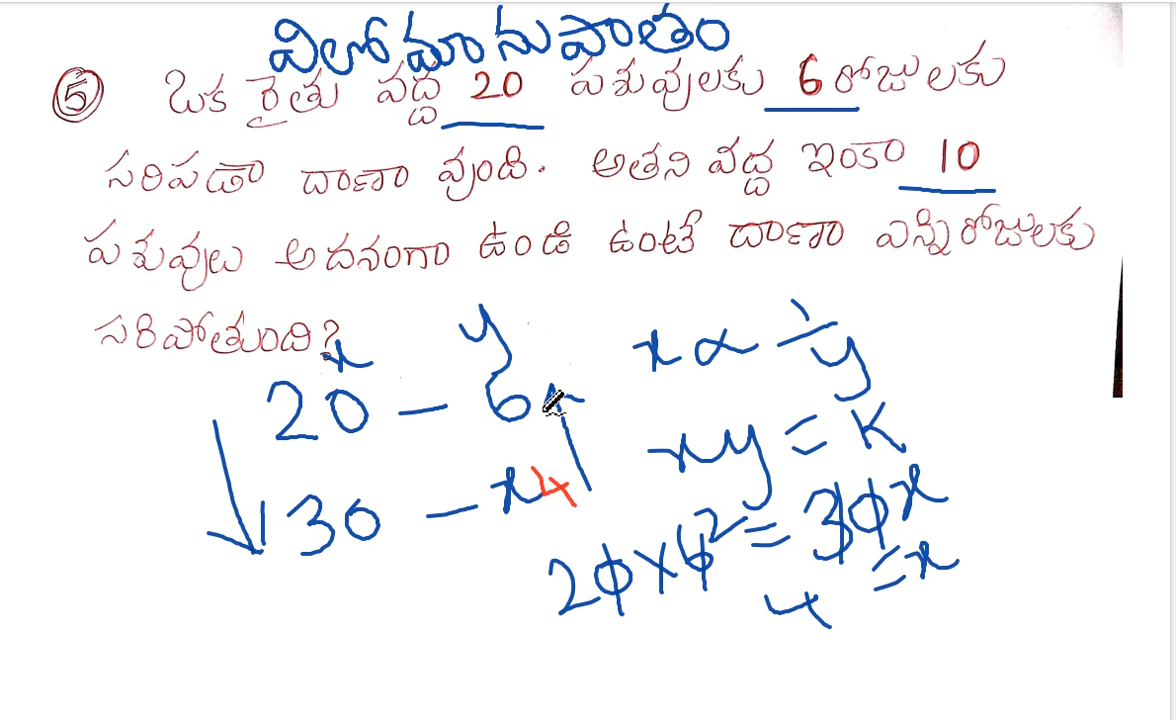 విలోమానుపాతం
5 ఒక రైతు వద్ద 20 పశువులకు 6 రోజులకు
సరిపడా దాణా వుంది. అతని వద్ద ఇంకా 10
పశువులు అదనంగా ఉండి ఉంటే దాణా ఎన్నిరోజులకు
సరిపోతుంది?
x y
20 — 6
30 — x 4
x ∝ 1/y
xy = K
20 × 6 2 = 30 x
4 = x